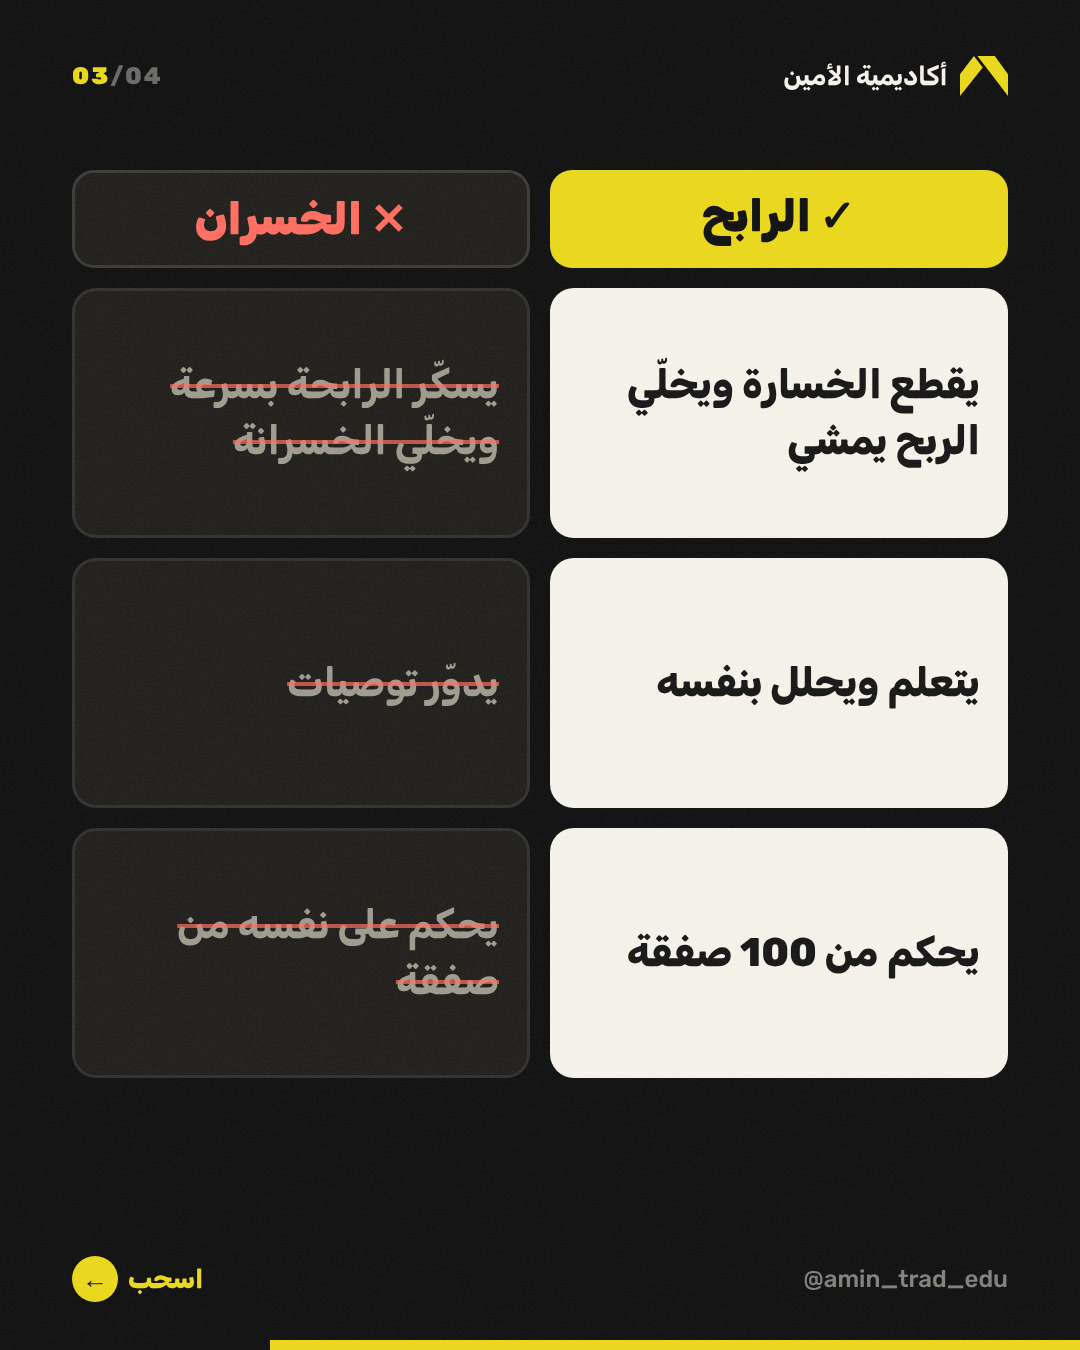 أكاديمية الأمين
03/04
✓ الرابح
✕ الخسران
يقطع الخسارة ويخلّي
الربح يمشي
يسكّر الرابحة بسرعة
ويخلّي الخسرانة
يتعلم ويحلل بنفسه
يدوّر توصيات
يحكم من 100 صفقة
يحكم على نفسه من
صفقة
@amin_trad_edu
اسحب ←